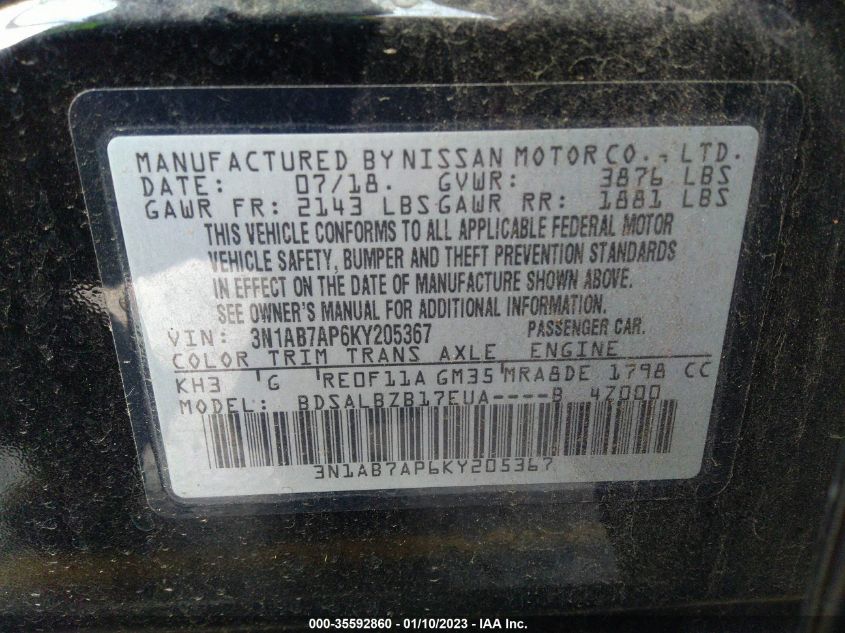 MANUFACTURED BY NISSAN MOTOR CO., LTD.
DATE: 07/18. GVWR: 3876 LBS
GAWR FR: 2143 LBS GAWR RR: 1881 LBS
THIS VEHICLE CONFORMS TO ALL APPLICABLE FEDERAL MOTOR
VEHICLE SAFETY, BUMPER AND THEFT PREVENTION STANDARDS
IN EFFECT ON THE DATE OF MANUFACTURE SHOWN ABOVE.
SEE OWNER'S MANUAL FOR ADDITIONAL INFORMATION.
VIN: 3N1AB7AP6KY205367 PASSENGER CAR.
COLOR TRIM TRANS AXLE ENGINE
KH3 G RE0F11A GM35 MRA8DE 1798 CC
MODEL: BDSALBZB17EUA----B 4Z000
3N1AB7AP6KY205367
000-35592860 - 01/10/2023 - IAA Inc.